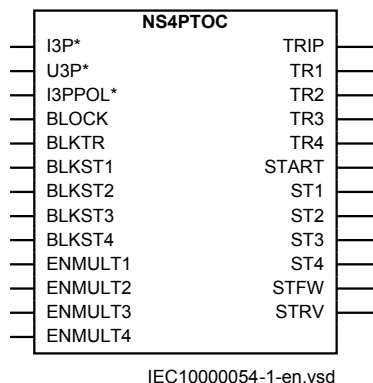 NS4PTOC
I3P* TRIP
U3P* TR1
I3PPOL* TR2
BLOCK TR3
BLKTR TR4
BLKST1 START
BLKST2 ST1
BLKST3 ST2
BLKST4 ST3
ENMULT1 ST4
ENMULT2 STFW
ENMULT3 STRV
ENMULT4
IEC10000054-1-en.vsd